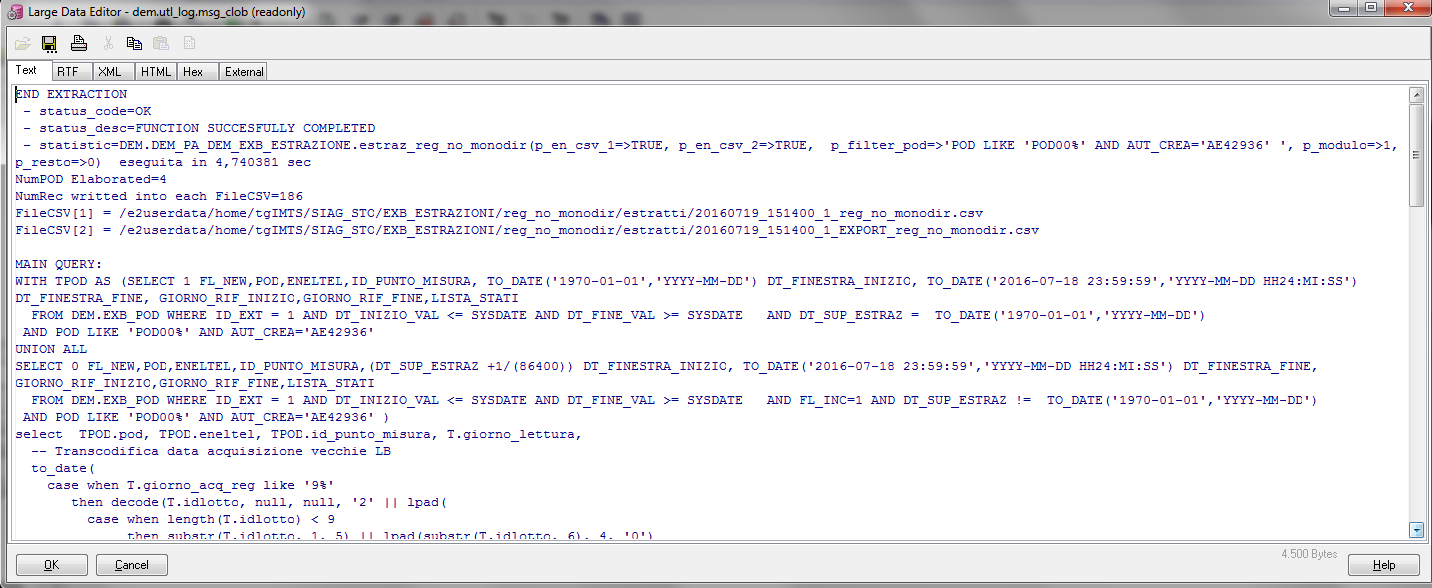 Large Data Editor - dem.utl_log.msg_clob (readonly)
Text RTF XML HTML Hex External
END EXTRACTION
 - status_code=OK
 - status_desc=FUNCTION SUCCESFULLY COMPLETED
 - statistic=DEM.DEM_PA_DEM_EXB_ESTRAZIONE.estraz_reg_no_monodir(p_en_csv_1=>TRUE, p_en_csv_2=>TRUE,  p_filter_pod=>'POD LIKE 'POD00%' AND AUT_CREA='AE42936' ', p_modulo=>1,
p_resto=>0)  eseguita in 4,740381 sec
NumPOD Elaborated=4
NumRec writted into each FileCSV=186
FileCSV[1] = /e2userdata/home/tgIMTS/SIAG_STO/EXB_ESTRAZIONI/reg_no_monodir/estratti/20160719_151400_1_reg_no_monodir.csv
FileCSV[2] = /e2userdata/home/tgIMTS/SIAG_STO/EXB_ESTRAZIONI/reg_no_monodir/estratti/20160719_151400_1_EXPORT_reg_no_monodir.csv
MAIN QUERY:
WITH TPOD AS (SELECT 1 FL_NEW,POD,ENELTEL,ID_PUNTO_MISURA, TO_DATE('1970-01-01','YYYY-MM-DD') DT_FINESTRA_INIZIO, TO_DATE('2016-07-18 23:59:59','YYYY-MM-DD HH24:MI:SS')
DT_FINESTRA_FINE, GIORNO_RIF_INIZIO,GIORNO_RIF_FINE,LISTA_STATI
  FROM DEM.EXB_POD WHERE ID_EXT = 1 AND DT_INIZIO_VAL <= SYSDATE AND DT_FINE_VAL >= SYSDATE   AND DT_SUP_ESTRAZ =  TO_DATE('1970-01-01','YYYY-MM-DD')
 AND POD LIKE 'POD00%' AND AUT_CREA='AE42936'
UNION ALL
SELECT 0 FL_NEW,POD,ENELTEL,ID_PUNTO_MISURA,(DT_SUP_ESTRAZ +1/(86400)) DT_FINESTRA_INIZIO, TO_DATE('2016-07-18 23:59:59','YYYY-MM-DD HH24:MI:SS') DT_FINESTRA_FINE,
GIORNO_RIF_INIZIO,GIORNO_RIF_FINE,LISTA_STATI
  FROM DEM.EXB_POD WHERE ID_EXT = 1 AND DT_INIZIO_VAL <= SYSDATE AND DT_FINE_VAL >= SYSDATE   AND FL_INC=1 AND DT_SUP_ESTRAZ !=  TO_DATE('1970-01-01','YYYY-MM-DD')
 AND POD LIKE 'POD00%' AND AUT_CREA='AE42936' )
select  TPOD.pod, TPOD.eneltel, TPOD.id_punto_misura, T.giorno_lettura,
  -- Transcodifica data acquisizione vecchie LB
  to_date(
    case when T.giorno_acq_reg like '9%'
       then decode(T.idlotto, null, null, '2' || lpad(
         case when length(T.idlotto) < 9
              then substr(T.idlotto, 1, 5) || lpad(substr(T.idlotto, 6), 4, '0')
4.500 Bytes
OK Cancel Help